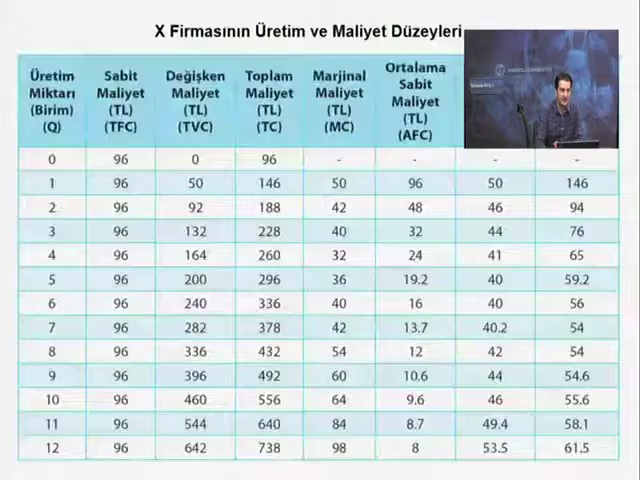 X Firmasının Üretim ve Maliyet Düzeyleri
Üretim Miktarı (Birim) (Q) Sabit Maliyet (TL) (TFC) Değişken Maliyet (TL) (TVC) Toplam Maliyet (TL) (TC) Marjinal Maliyet (TL) (MC) Ortalama Sabit Maliyet (TL) (AFC)
0 96 0 96 - - - -
1 96 50 146 50 96 50 146
2 96 92 188 42 48 46 94
3 96 132 228 40 32 44 76
4 96 164 260 32 24 41 65
5 96 200 296 36 19.2 40 59.2
6 96 240 336 40 16 40 56
7 96 282 378 42 13.7 40.2 54
8 96 336 432 54 12 42 54
9 96 396 492 60 10.6 44 54.6
10 96 460 556 64 9.6 46 55.6
11 96 544 640 84 8.7 49.4 58.1
12 96 642 738 98 8 53.5 61.5